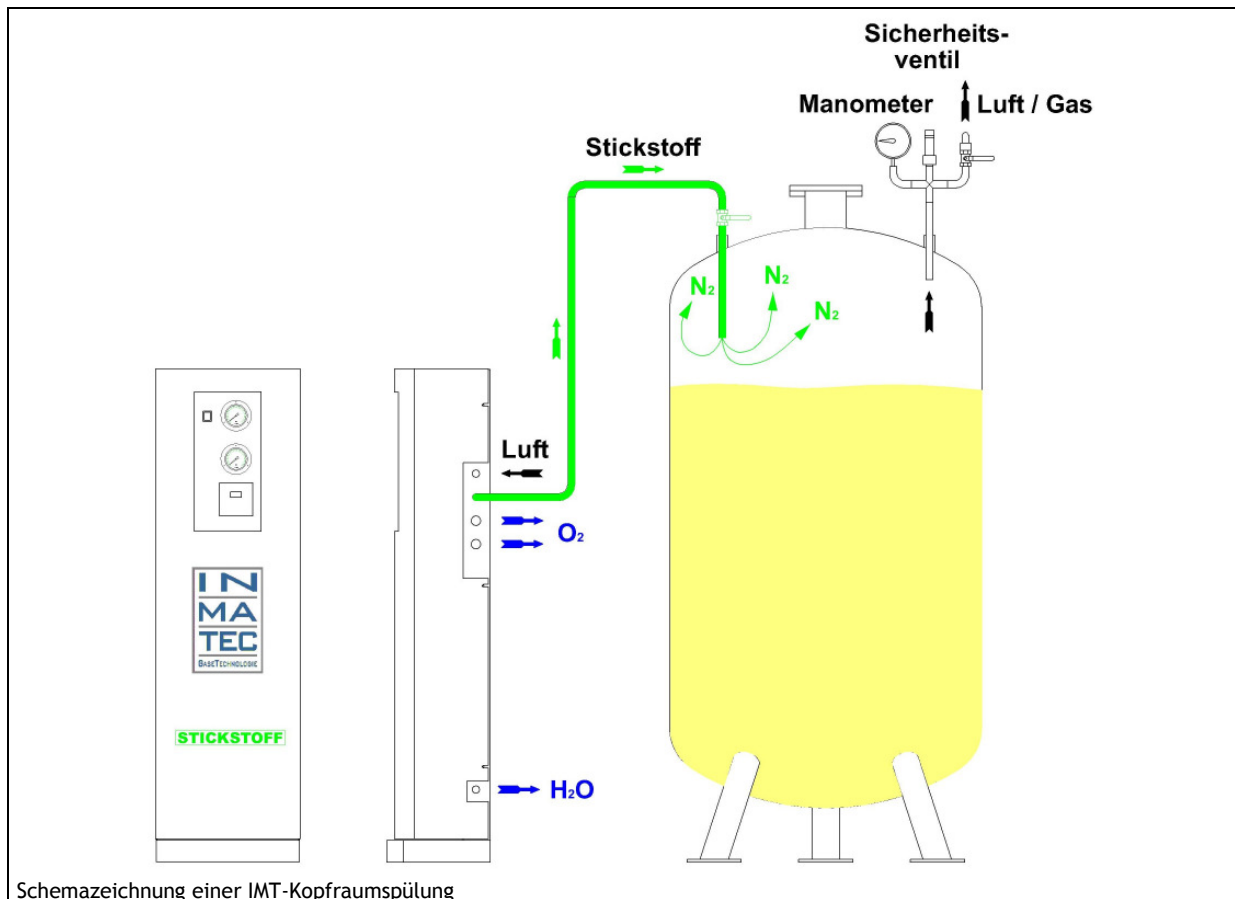 Sicherheits-
ventil
Manometer
Luft / Gas
Stickstoff
N₂
N₂
N₂
Luft
O₂
IN
MA
TEC
GASETECHNOLOGIE
STICKSTOFF
H₂O
Schemazeichnung einer IMT-Kopfraumspülung